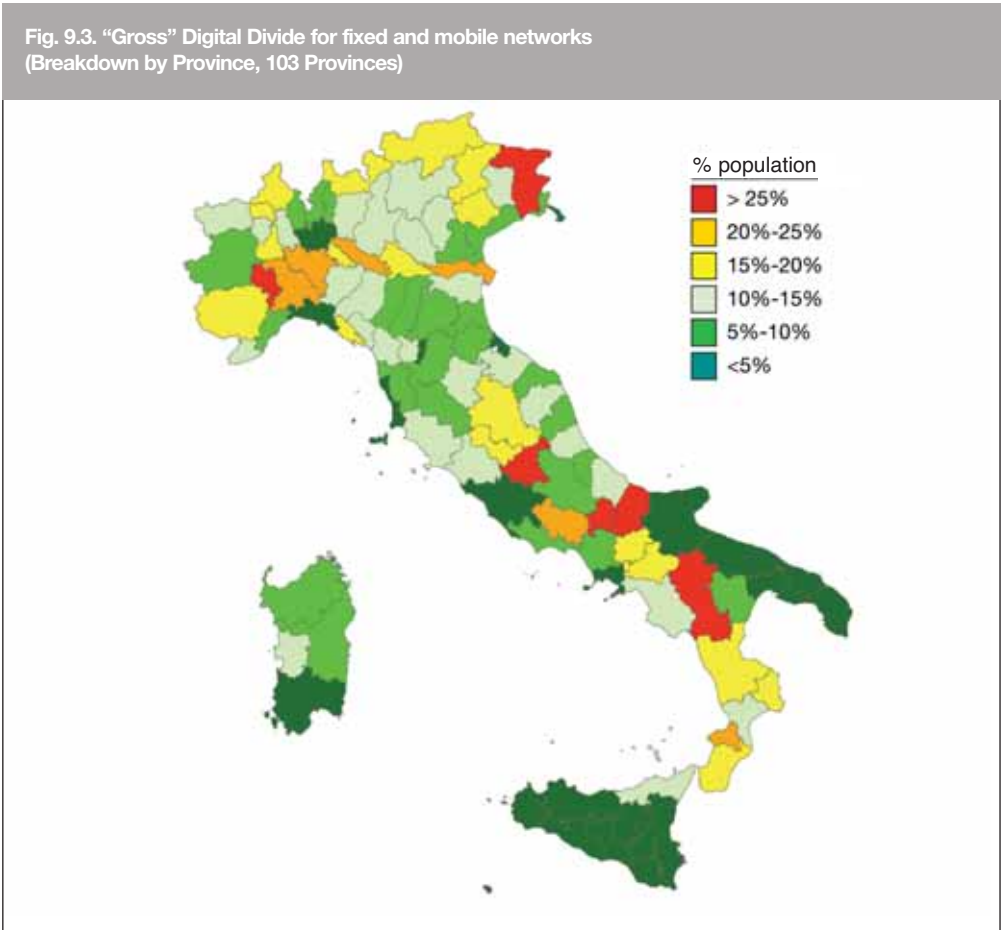 Fig. 9.3. “Gross” Digital Divide for fixed and mobile networks
(Breakdown by Province, 103 Provinces)
% population
> 25%
20%-25%
15%-20%
10%-15%
5%-10%
<5%